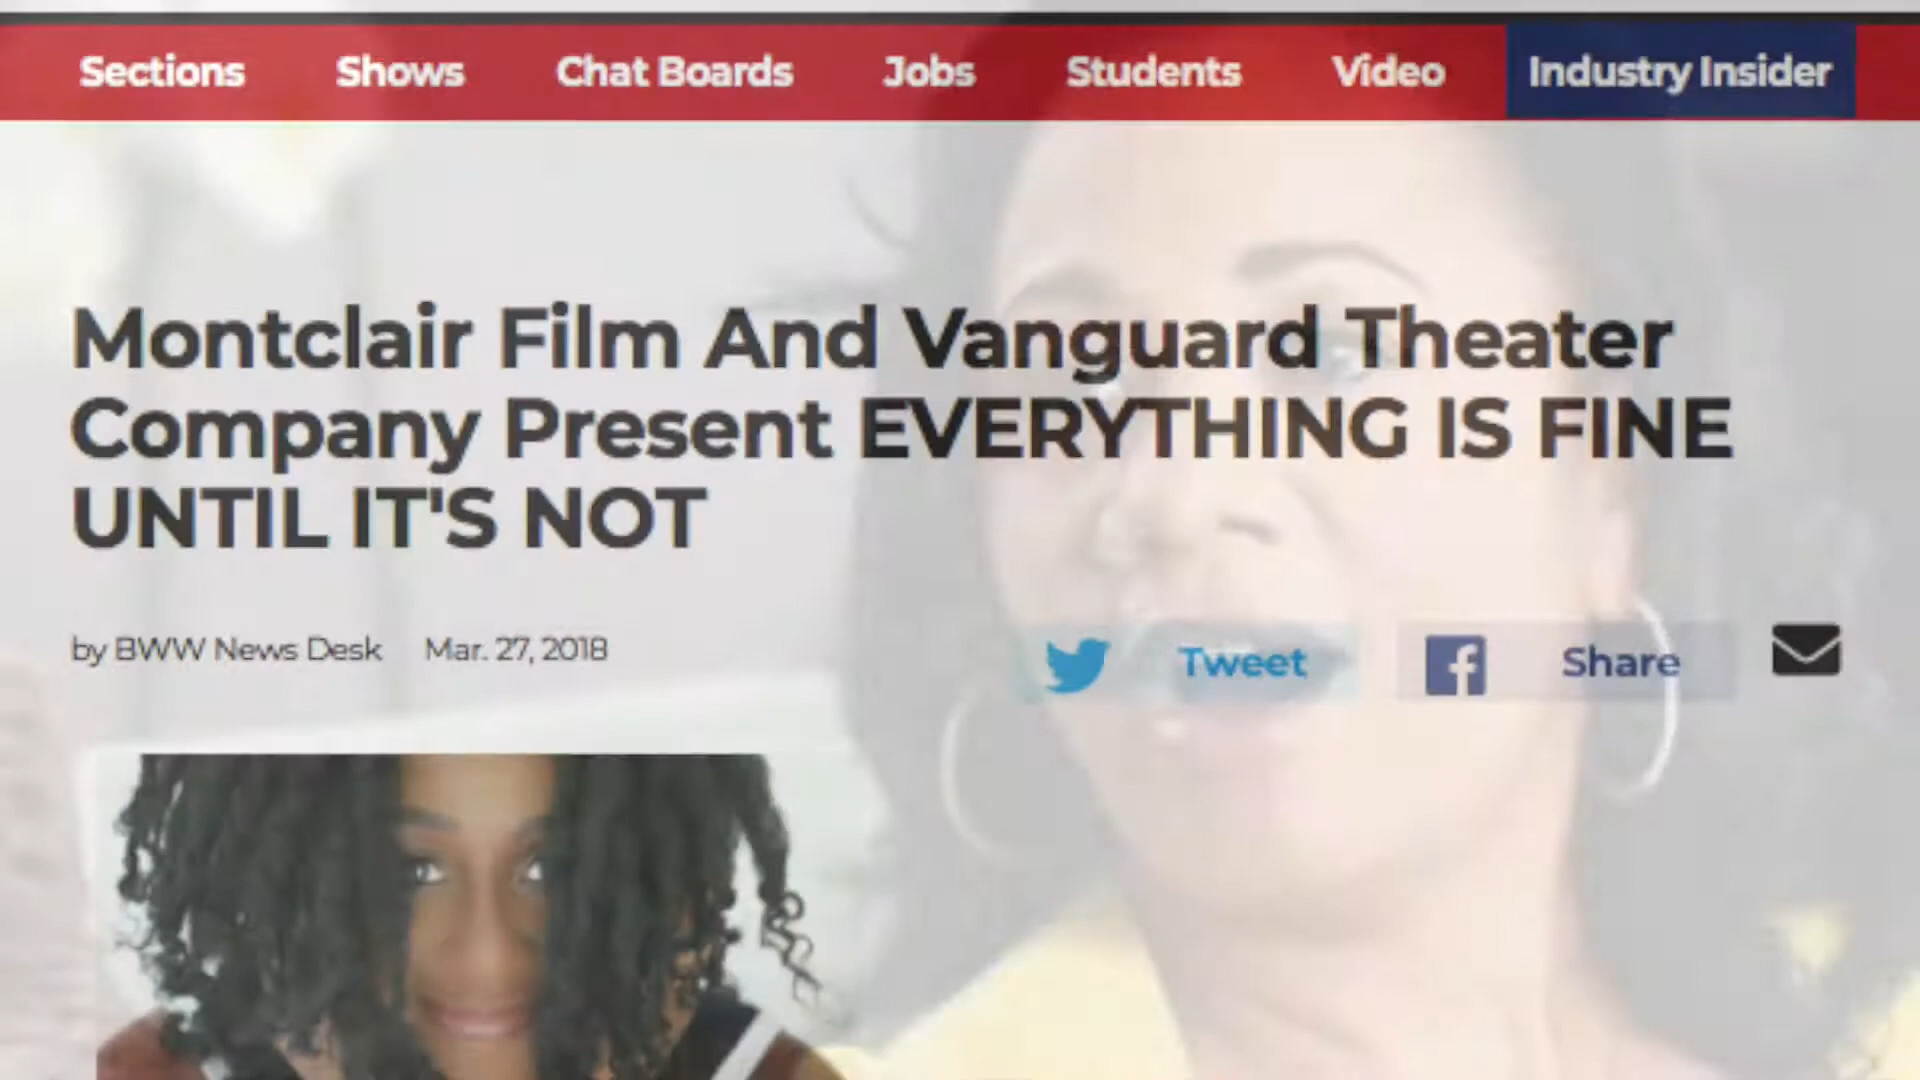 Sections Shows Chat Boards Jobs Students Video Industry Insider
Montclair Film And Vanguard Theater
Company Present EVERYTHING IS FINE
UNTIL IT'S NOT
by BWW News Desk Mar. 27, 2018
Tweet Share